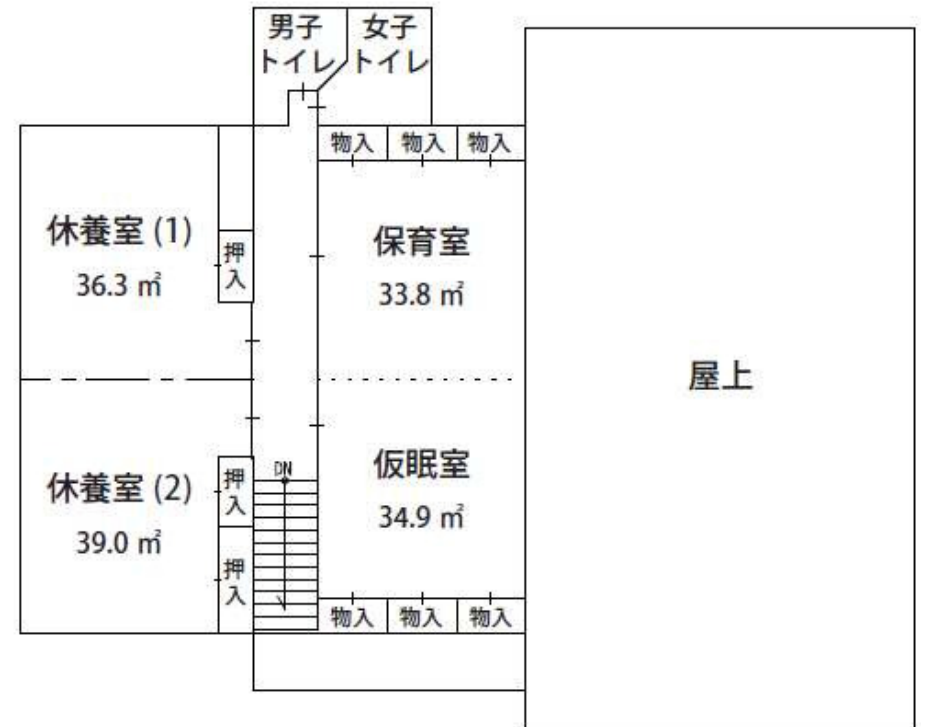 男子
トイレ
女子
トイレ
物入
物入
物入
休養室 (1)
36.3 ㎡
押
入
保育室
33.8 ㎡
屋上
休養室 (2)
39.0 ㎡
押
入
DN
仮眠室
34.9 ㎡
押
入
物入
物入
物入